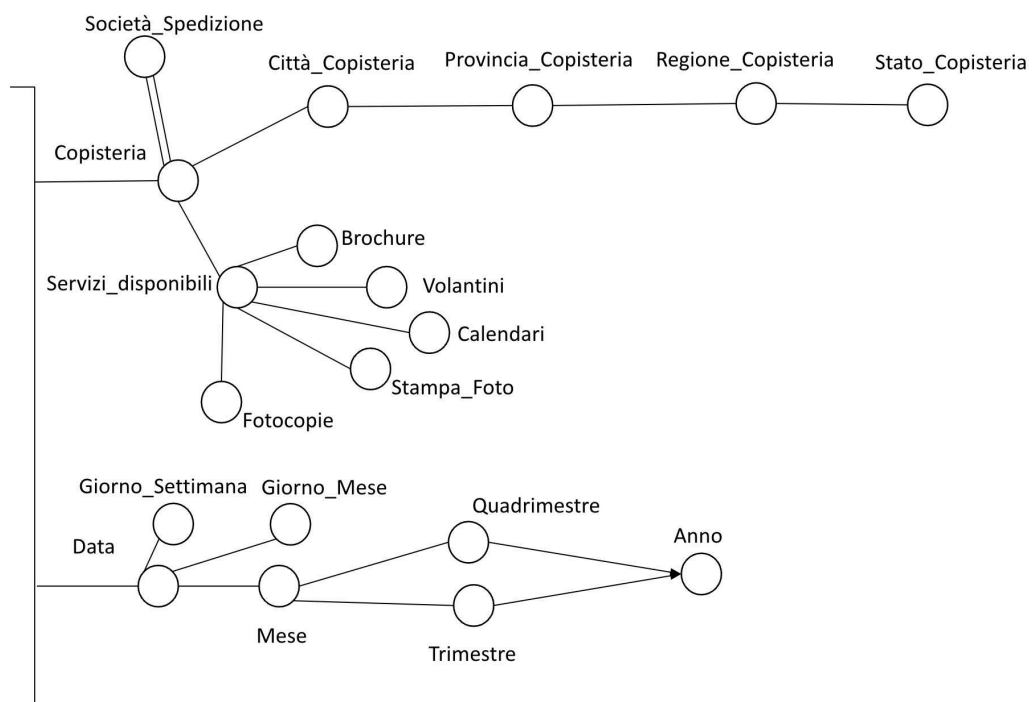 Società_Spedizione
Città_Copisteria
Provincia_Copisteria
Regione_Copisteria
Stato_Copisteria
Copisteria
Brochure
Servizi_disponibili
Volantini
Calendari
Stampa_Foto
Fotocopie
Giorno_Settimana
Giorno_Mese
Quadrimestre
Anno
Data
Mese
Trimestre